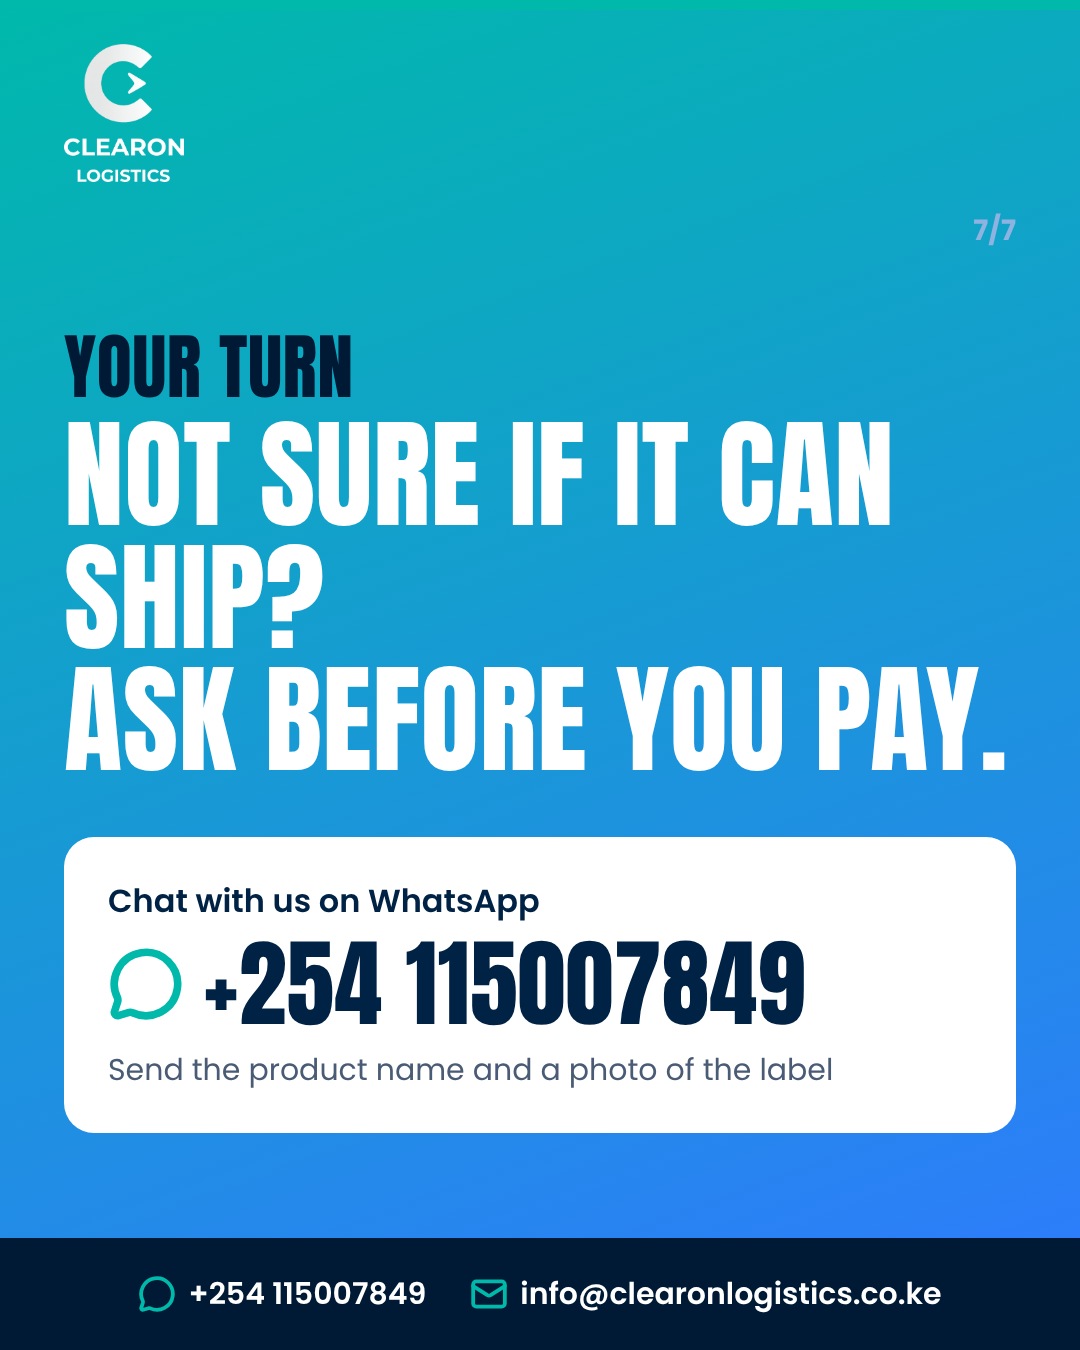 CLEARON
LOGISTICS
7/7
YOUR TURN
NOT SURE IF IT CAN
SHIP?
ASK BEFORE YOU PAY.
Chat with us on WhatsApp
+254 115007849
Send the product name and a photo of the label
+254 115007849
info@clearonlogistics.co.ke